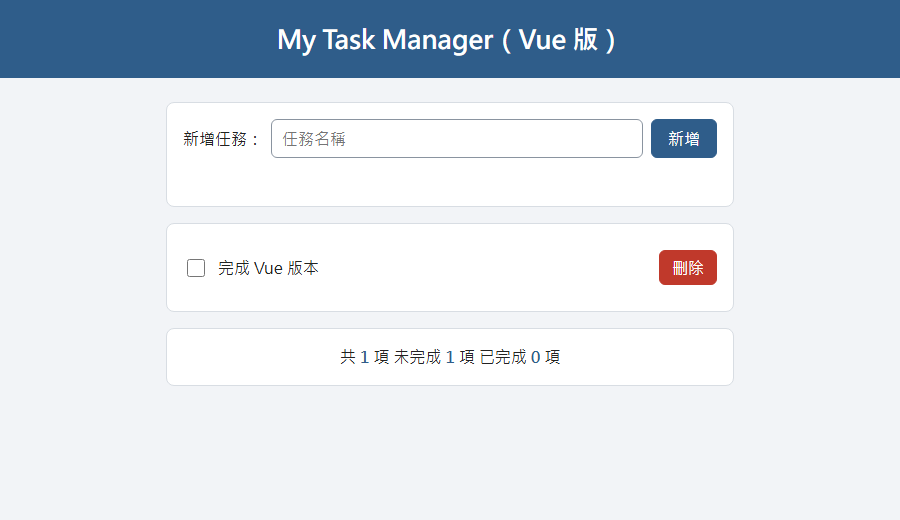 My Task Manager（Vue 版）
新增任務： 任務名稱 新增
完成 Vue 版本 刪除
共 1 項 未完成 1 項 已完成 0 項